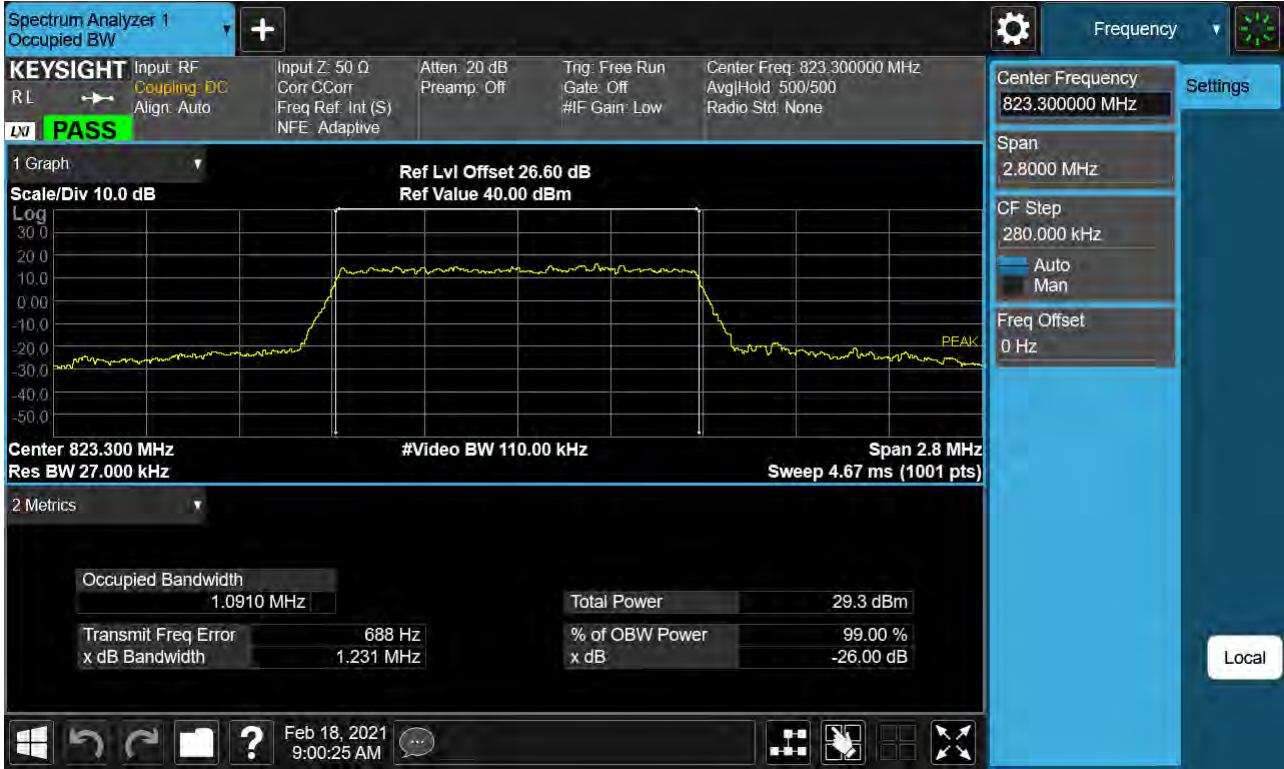 Spectrum Analyzer 1
Occupied BW
Frequency
KEYSIGHT
RL
LXI
PASS
Input: RF
Coupling: DC
Align: Auto
Input Z: 50 Ω
Corr CCorr
Freq Ref: Int (S)
NFE: Adaptive
Atten: 20 dB
Preamp: Off
Trig: Free Run
Gate: Off
#IF Gain: Low
Center Freq: 823.300000 MHz
Avg|Hold: 500/500
Radio Std: None
Center Frequency
823.300000 MHz
Settings
Span
2.8000 MHz
CF Step
280.000 kHz
Auto
Man
Freq Offset
0 Hz
Local
1 Graph
Scale/Div 10.0 dB
Ref Lvl Offset 26.60 dB
Ref Value 40.00 dBm
Log
30.0
20.0
10.0
0.00
-10.0
-20.0
-30.0
-40.0
-50.0
PEAK
Center 823.300 MHz
#Video BW 110.00 kHz
Span 2.8 MHz
Res BW 27.000 kHz
Sweep 4.67 ms (1001 pts)
2 Metrics
Occupied Bandwidth
1.0910 MHz
Total Power 29.3 dBm
Transmit Freq Error 688 Hz
% of OBW Power 99.00 %
x dB Bandwidth 1.231 MHz
x dB -26.00 dB
?
Feb 18, 2021
9:00:25 AM